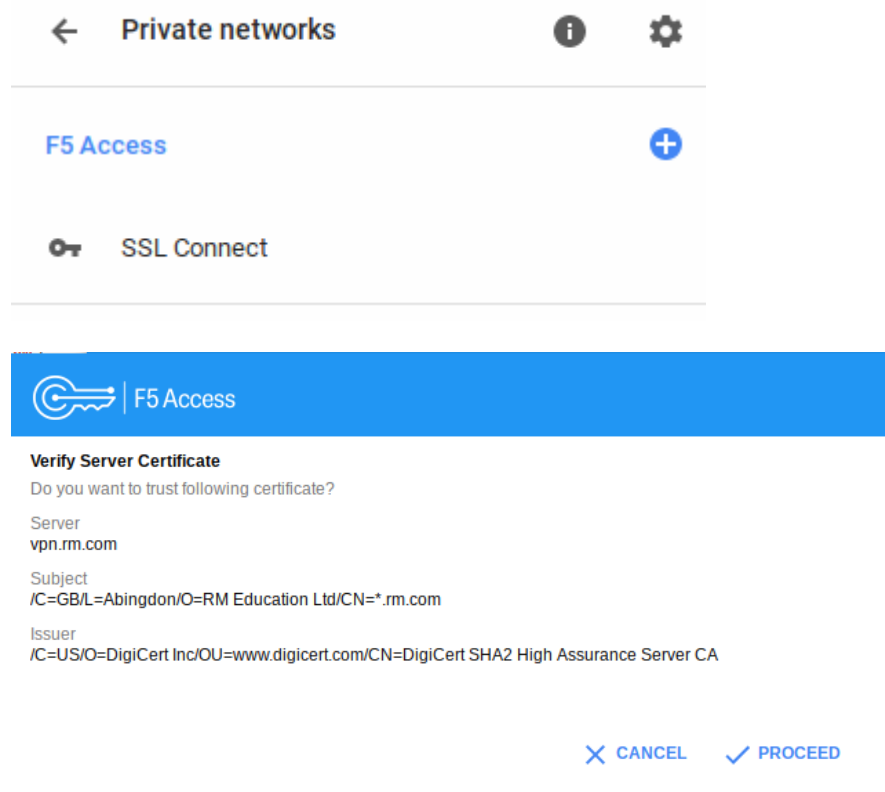 Private networks
F5 Access
SSL Connect
F5 Access
Verify Server Certificate
Do you want to trust following certificate?
Server
vpn.rm.com
Subject
/C=GB/L=Abingdon/O=RM Education Ltd/CN=*.rm.com
Issuer
/C=US/O=DigiCert Inc/OU=www.digicert.com/CN=DigiCert SHA2 High Assurance Server CA
CANCEL PROCEED